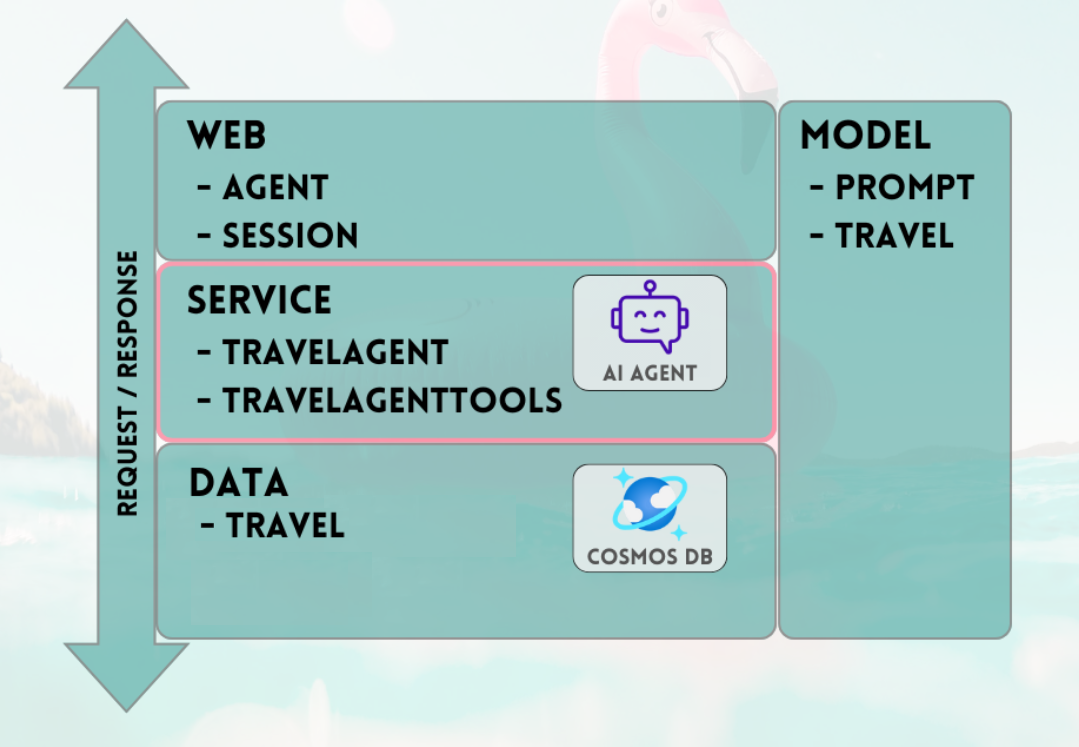 REQUEST / RESPONSE
WEB
- AGENT
- SESSION
SERVICE
- TRAVELAGENT
- TRAVELAGENTTOOLS
AI AGENT
DATA
- TRAVEL
COSMOS DB
MODEL
- PROMPT
- TRAVEL